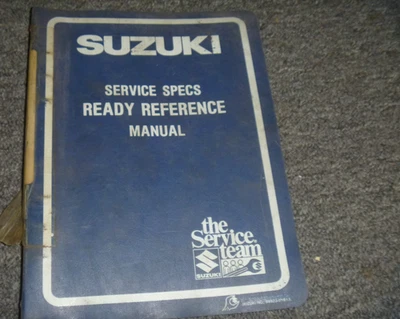 SUZUKI
SERVICE SPECS
READY REFERENCE
MANUAL
the
Service
team
SUZUKI